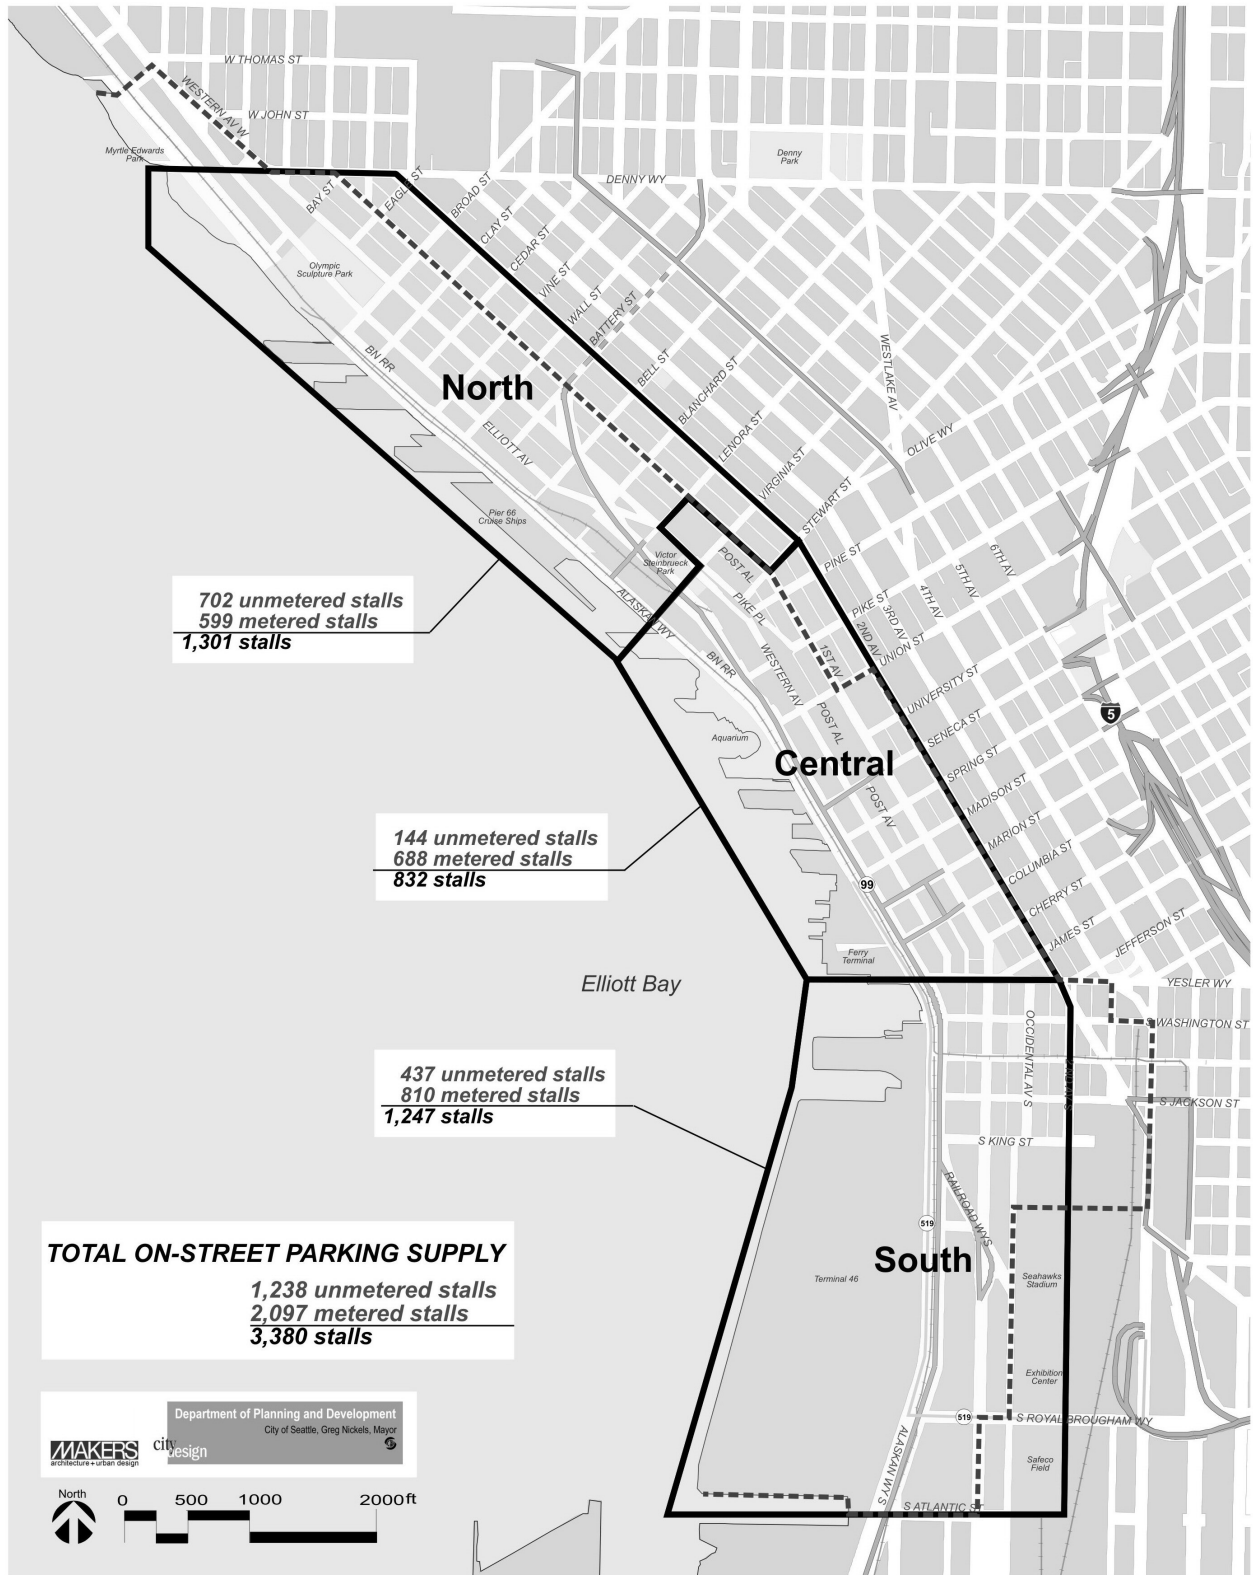 W THOMAS ST
WESTERN AV W
W JOHN ST
Myrtle Edwards
Park
Denny
Park
DENNY WY
BAY ST
EAGLE ST
BROAD ST
CLAY ST
CEDAR ST
VINE ST
WALL ST
BATTERY ST
BELL ST
BLANCHARD ST
LENORA ST
VIRGINIA ST
STEWART ST
OLIVE WY
WESTLAKE AV
Olympic
Sculpture Park
BN RR
North
ELLIOTT AV
Pier 66
Cruise Ships
Victor
Steinbrueck
Park
POST AL
PIKE PL
ALASKAN WY
BN RR
WESTERN AV
1ST AV
2ND AV
3RD AV
4TH AV
5TH AV
6TH AV
PINE ST
PIKE ST
UNION ST
UNIVERSITY ST
SENECA ST
SPRING ST
MADISON ST
MARION ST
COLUMBIA ST
CHERRY ST
JAMES ST
JEFFERSON ST
YESLER WY
5
702 unmetered stalls
599 metered stalls
1,301 stalls
POST AL
Aquarium
Central
POST AV
144 unmetered stalls
688 metered stalls
832 stalls
99
Ferry
Terminal
Elliott Bay
S WASHINGTON ST
OCCIDENTAL AV S
S JACKSON ST
S KING ST
437 unmetered stalls
810 metered stalls
1,247 stalls
RAILROAD WY S
519
South
Terminal 46
Seahawks
Stadium
Exhibition
Center
519
S ROYAL BROUGHAM WY
Safeco
Field
ALASKAN WY S
S ATLANTIC ST
TOTAL ON-STREET PARKING SUPPLY
1,238 unmetered stalls
2,097 metered stalls
3,380 stalls
MAKERS
architecture + urban design
city
design
Department of Planning and Development
City of Seattle, Greg Nickels, Mayor
North
0 500 1000 2000 ft